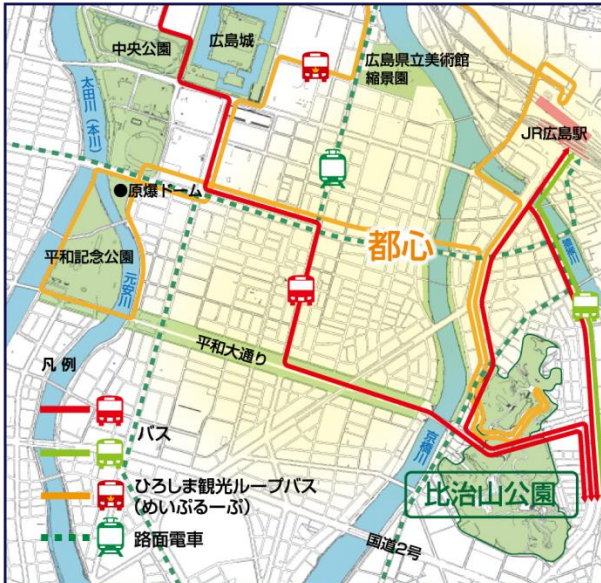 中央公園
広島城
広島県立美術館
縮景園
太田川(本川)
JR広島駅
●原爆ドーム
都心
平和記念公園
元安川
平和大通り
凡例
バス
ひろしま観光ループバス
(めいぷるーぷ)
路面電車
京橋川
比治山公園
国道2号